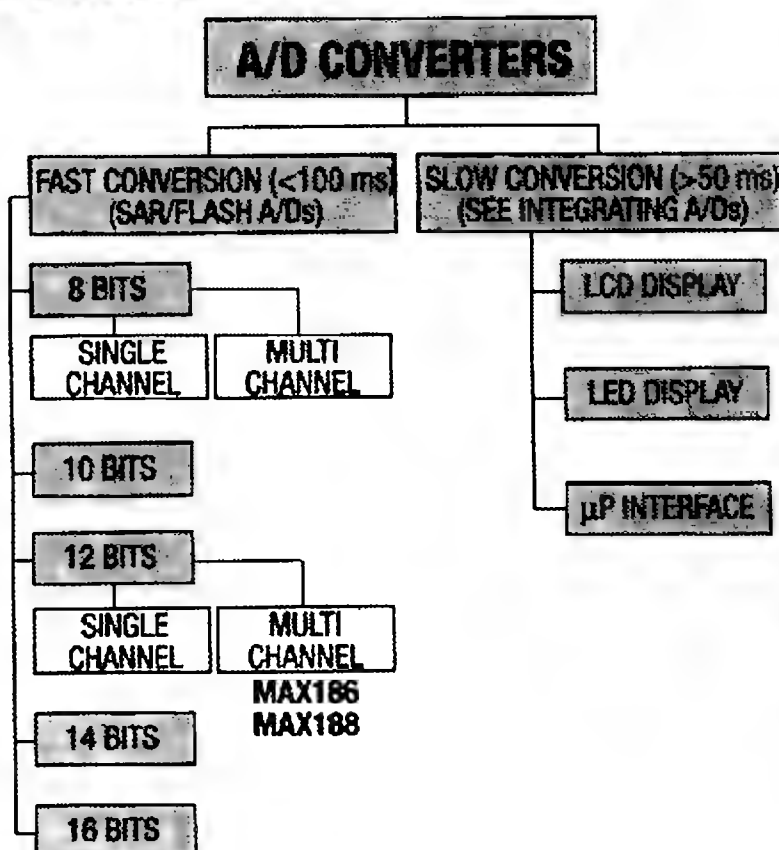 A/D CONVERTERS
FAST CONVERSION (<100 ms)
(SAR/FLASH A/Ds)
SLOW CONVERSION (>50 ms)
(SEE INTEGRATING A/Ds)
8 BITS
SINGLE
CHANNEL
MULTI
CHANNEL
10 BITS
12 BITS
SINGLE
CHANNEL
MULTI
CHANNEL
MAX186
MAX188
14 BITS
16 BITS
LCD DISPLAY
LED DISPLAY
µP INTERFACE